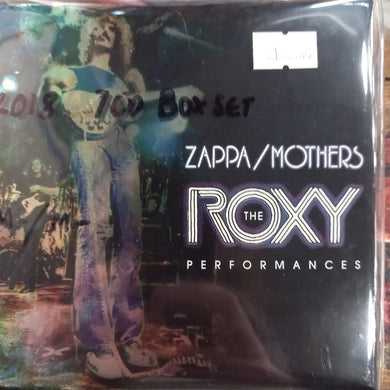 2018 7CD BOX SET
ZAPPA/MOTHERS
THE ROXY
PERFORMANCES